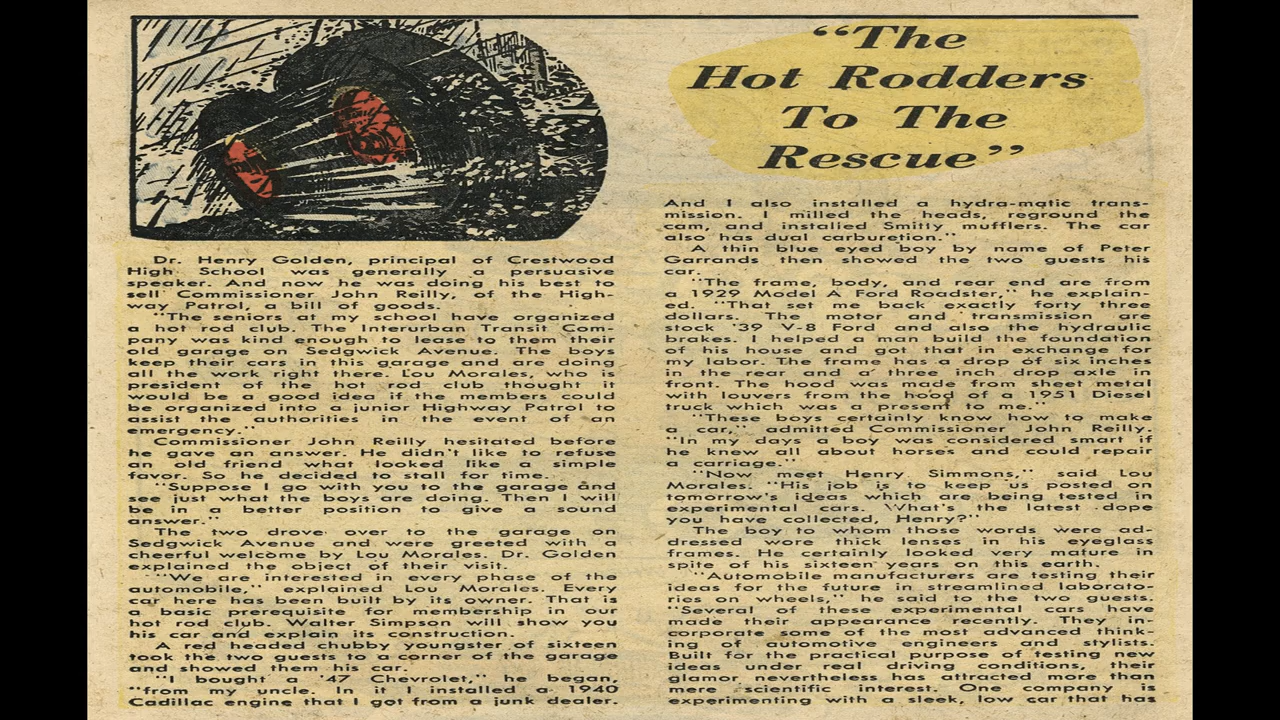 “The
Hot Rodders
To The
Rescue”
Dr. Henry Golden, principal of Crestwood
High School was generally a persuasive
speaker. And now he was doing his best to
sell Commissioner John Reilly, of the High-
way Patrol, a bill of goods.
“The seniors at my school have organized
a hot rod club. The Interurban Transit Com-
pany was kind enough to lease to them their
old garage on Sedgwick Avenue. The boys
keep their cars in this garage and are doing
all the work right there. Lou Morales, who is
president of the hot rod club thought it
would be a good idea if the members could
be organized into a junior Highway Patrol to
assist the authorities in the event of an
emergency.”
Commissioner John Reilly hesitated before
he gave an answer. He didn’t like to refuse
an old friend what looked like a simple
favor. So he decided to stall for time.
“Suppose I go with you to the garage and
see just what the boys are doing. Then I will
be in a better position to give a sound
answer.”
The two drove over to the garage on
Sedgwick Avenue and were greeted with a
cheerful welcome by Lou Morales. Dr. Golden
explained the object of their visit.
“We are interested in every phase of the
automobile,” explained Lou Morales. Every
car here has been built by its owner. That is
a basic prerequisite for membership in our
hot rod club. Walter Simpson will show you
his car and explain its construction.
A red headed chubby youngster of sixteen
took the two guests to a corner of the garage
and showed them his car.
“I bought a ’47 Chevrolet,” he began,
“from my uncle. In it I installed a 1940
Cadillac engine that I got from a junk dealer.
And I also installed a hydra-matic trans-
mission. I milled the heads, reground the
cam, and installed Smitty mufflers. The car
also has dual carburetion.”
A thin blue eyed boy by name of Peter
Garrands then showed the two guests his
car.
“The frame, body, and rear end are from
a 1929 Model A Ford Roadster,” he explain-
ed. “That set me back exactly forty three
dollars. The motor and transmission are
stock ’39 V-8 Ford and also the hydraulic
brakes. I helped a man build the foundation
of his house and got that in exchange for
my labor. The frame has a drop of six inches
in the rear and a three inch drop axle in
front. The hood was made from sheet metal
with louvers from the hood of a 1951 Diesel
truck which was a present to me.”
“These boys certainly know how to make
a car,” admitted Commissioner John Reilly.
“In my days a boy was considered smart if
he knew all about horses and could repair
a carriage.”
“Now meet Henry Simmons,” said Lou
Morales. “His job is to keep us posted on
tomorrow’s ideas which are being tested in
experimental cars. What’s the latest dope
you have collected, Henry?”
The boy to whom those words were ad-
dressed wore thick lenses in his eyeglass
frames. He certainly looked very mature in
spite of his sixteen years on this earth.
“Automobile manufacturers are testing their
ideas for the future in streamlined laborato-
ries on wheels,” he said to the two guests.
“Several of these experimental cars have
made their appearance recently. They in-
corporate some of the most advanced think-
ing of automotive engineers and stylists.
Built for the practical purpose of testing new
ideas under real driving conditions, their
glamor nevertheless has attracted more than
mere scientific interest. One company is
experimenting with a sleek, low car that has